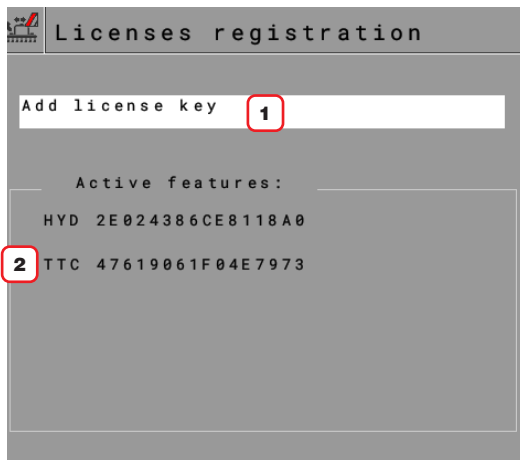 Licenses registration
Add license key
1
Active features:
HYD 2E024386CE8118A0
2
TTC 47619061F04E7973